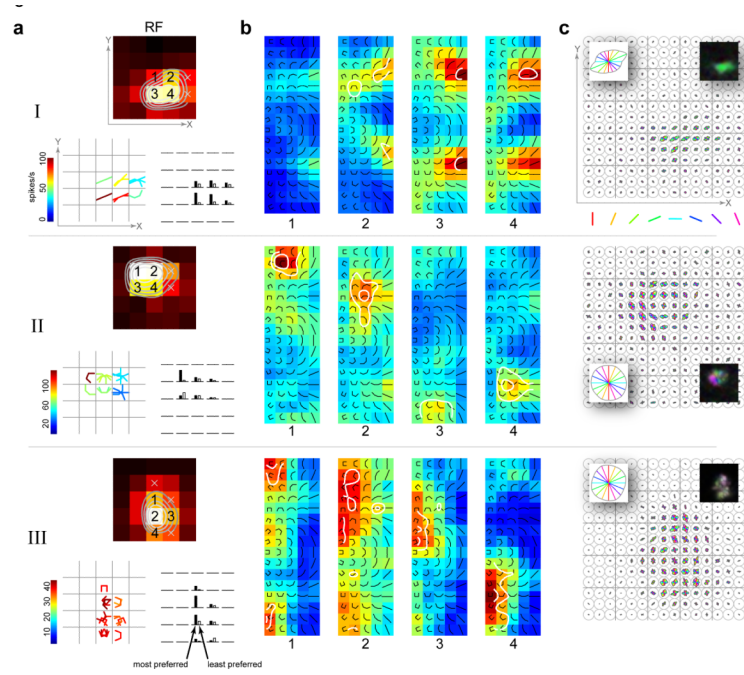 a
RF
b
c
Y
1 2
3 4
X
I
Y
spikes/s
100
50
0
X
1 2 3 4
Y
X
II
1 2
3 4
100
60
20
1 2 3 4
III
1
2 3
4
40
30
20
10
most preferred
least preferred
1 2 3 4